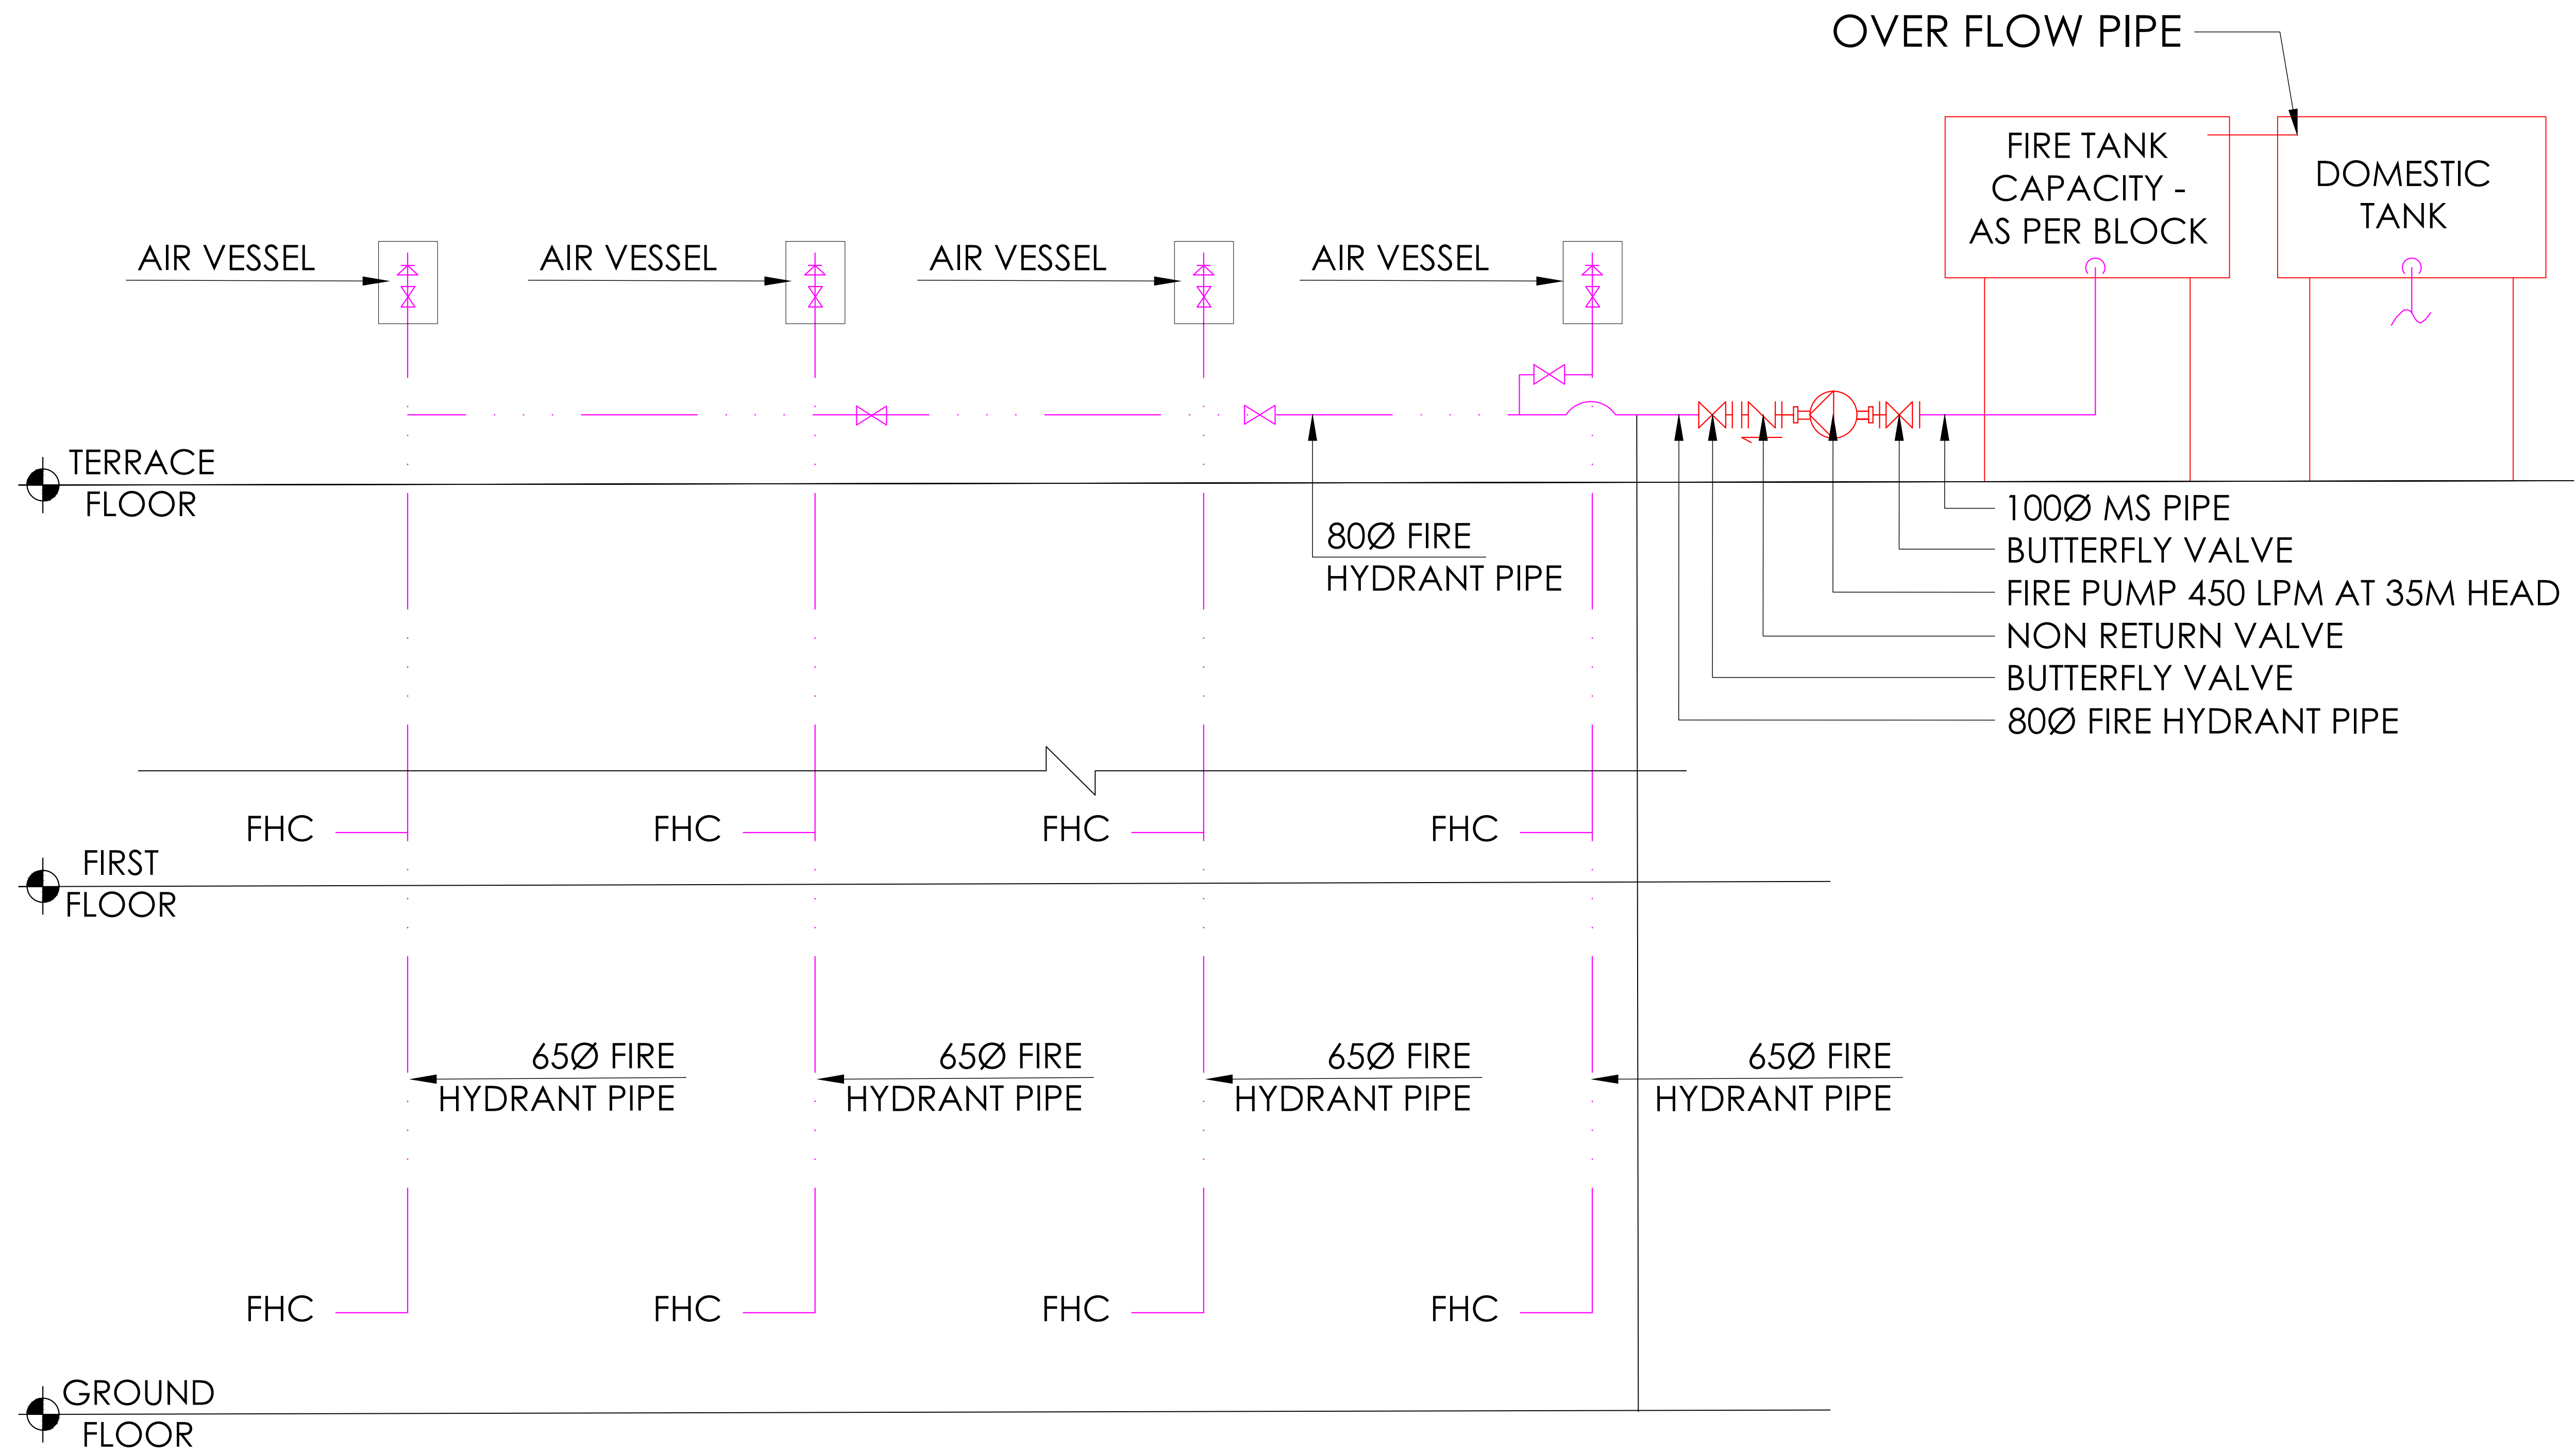 OVER FLOW PIPE
FIRE TANK
CAPACITY -
AS PER BLOCK
DOMESTIC
TANK
AIR VESSEL
AIR VESSEL
AIR VESSEL
AIR VESSEL
TERRACE
FLOOR
80Ø FIRE
HYDRANT PIPE
100Ø MS PIPE
BUTTERFLY VALVE
FIRE PUMP 450 LPM AT 35M HEAD
NON RETURN VALVE
BUTTERFLY VALVE
80Ø FIRE HYDRANT PIPE
FHC
FHC
FHC
FHC
FIRST
FLOOR
65Ø FIRE
HYDRANT PIPE
65Ø FIRE
HYDRANT PIPE
65Ø FIRE
HYDRANT PIPE
65Ø FIRE
HYDRANT PIPE
FHC
FHC
FHC
FHC
GROUND
FLOOR